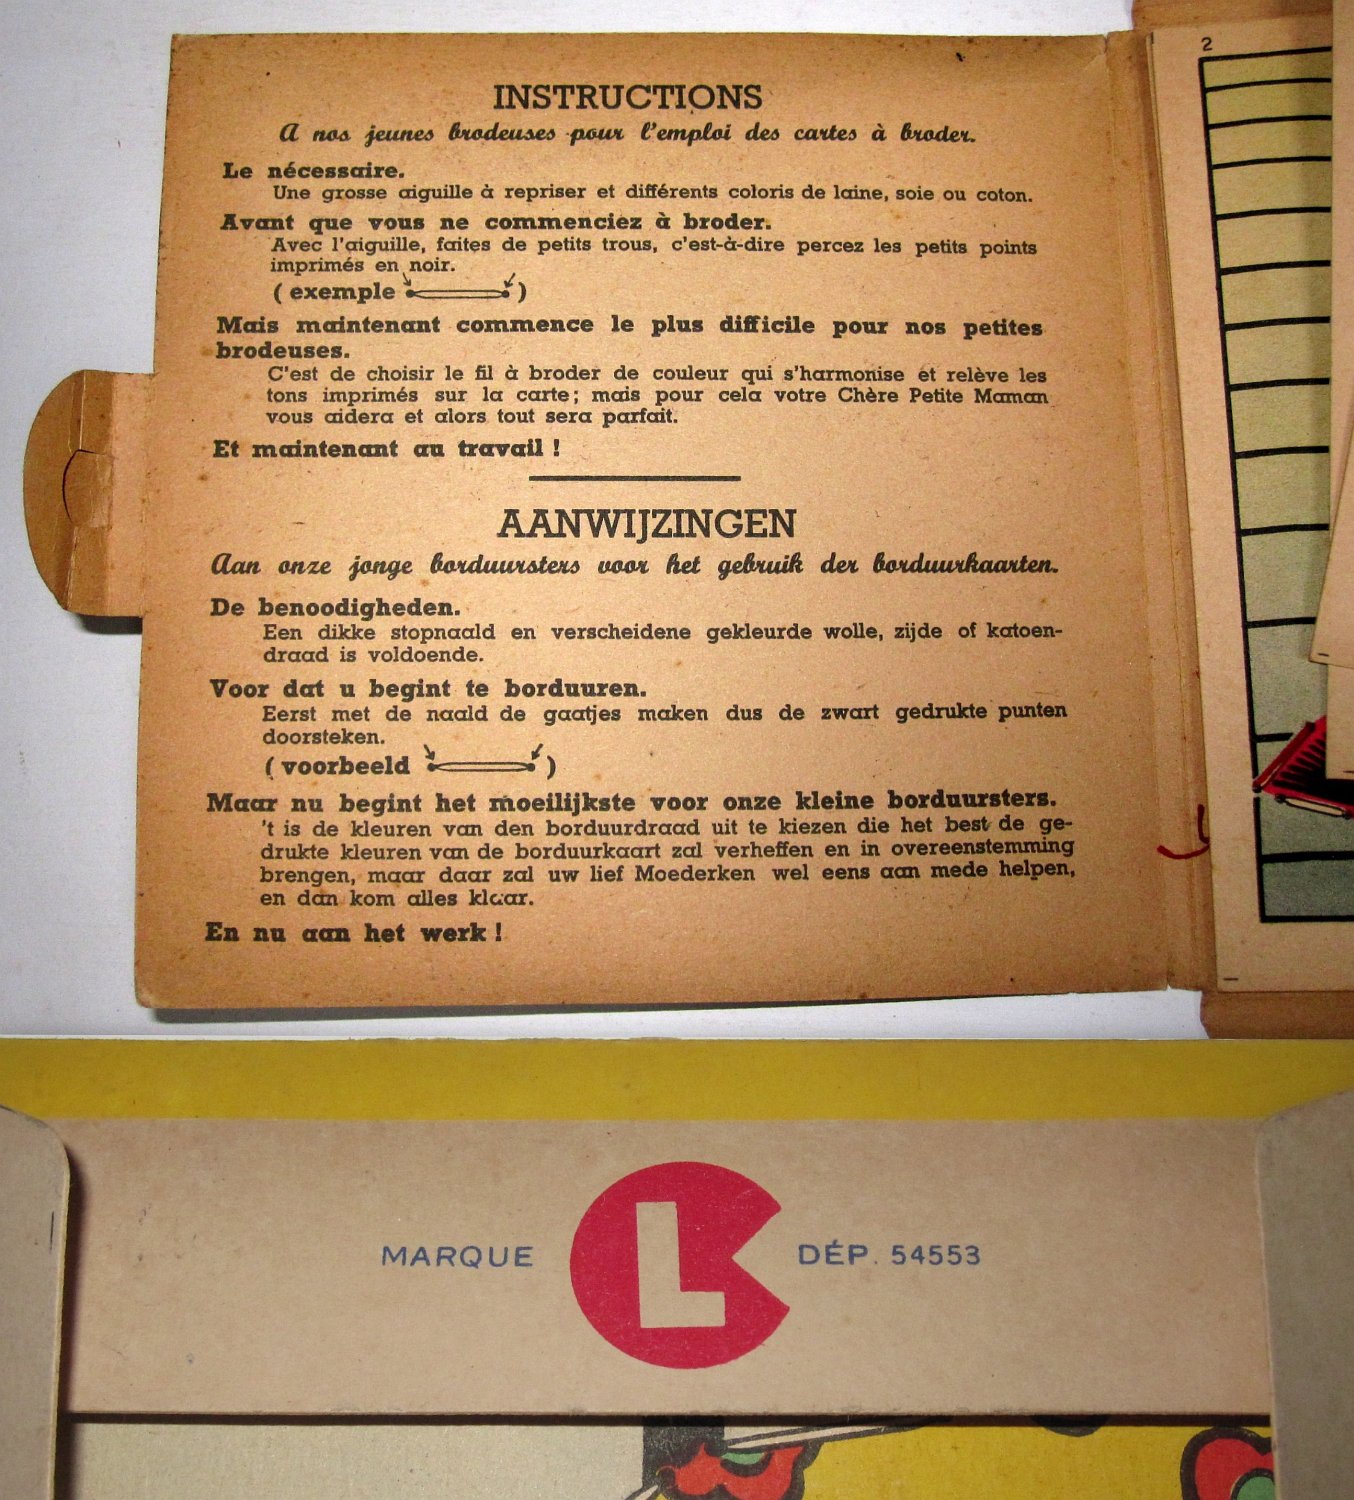 INSTRUCTIONS
A nos jeunes brodeuses pour l'emploi des cartes à broder.
Le nécessaire.
Une grosse aiguille à repriser et différents coloris de laine, soie ou coton.
Avant que vous ne commenciez à broder.
Avec l'aiguille, faites de petits trous, c'est-à-dire percez les petits points
imprimés en noir.
( exemple )
Mais maintenant commence le plus difficile pour nos petites
brodeuses.
C'est de choisir le fil à broder de couleur qui s'harmonise et relève les
tons imprimés sur la carte; mais pour cela votre Chère Petite Maman
vous aidera et alors tout sera parfait.
Et maintenant au travail !
AANWIJZINGEN
Aan onze jonge borduursters voor het gebruik der borduurkaarten.
De benoodigheden.
Een dikke stopnaald en verscheidene gekleurde wolle, zijde of katoen-
draad is voldoende.
Voor dat u begint te borduuren.
Eerst met de naald de gaatjes maken dus de zwart gedrukte punten
doorsteken.
( voorbeeld )
Maar nu begint het moeilijkste voor onze kleine borduursters.
't is de kleuren van den borduurdraad uit te kiezen die het best de ge-
drukte kleuren van de borduurkaart zal verheffen en in overeenstemming
brengen, maar daar zal uw lief Moederken wel eens aan mede helpen,
en dan kom alles klaar.
En nu aan het werk !
2
MARQUE L DÉP. 54553